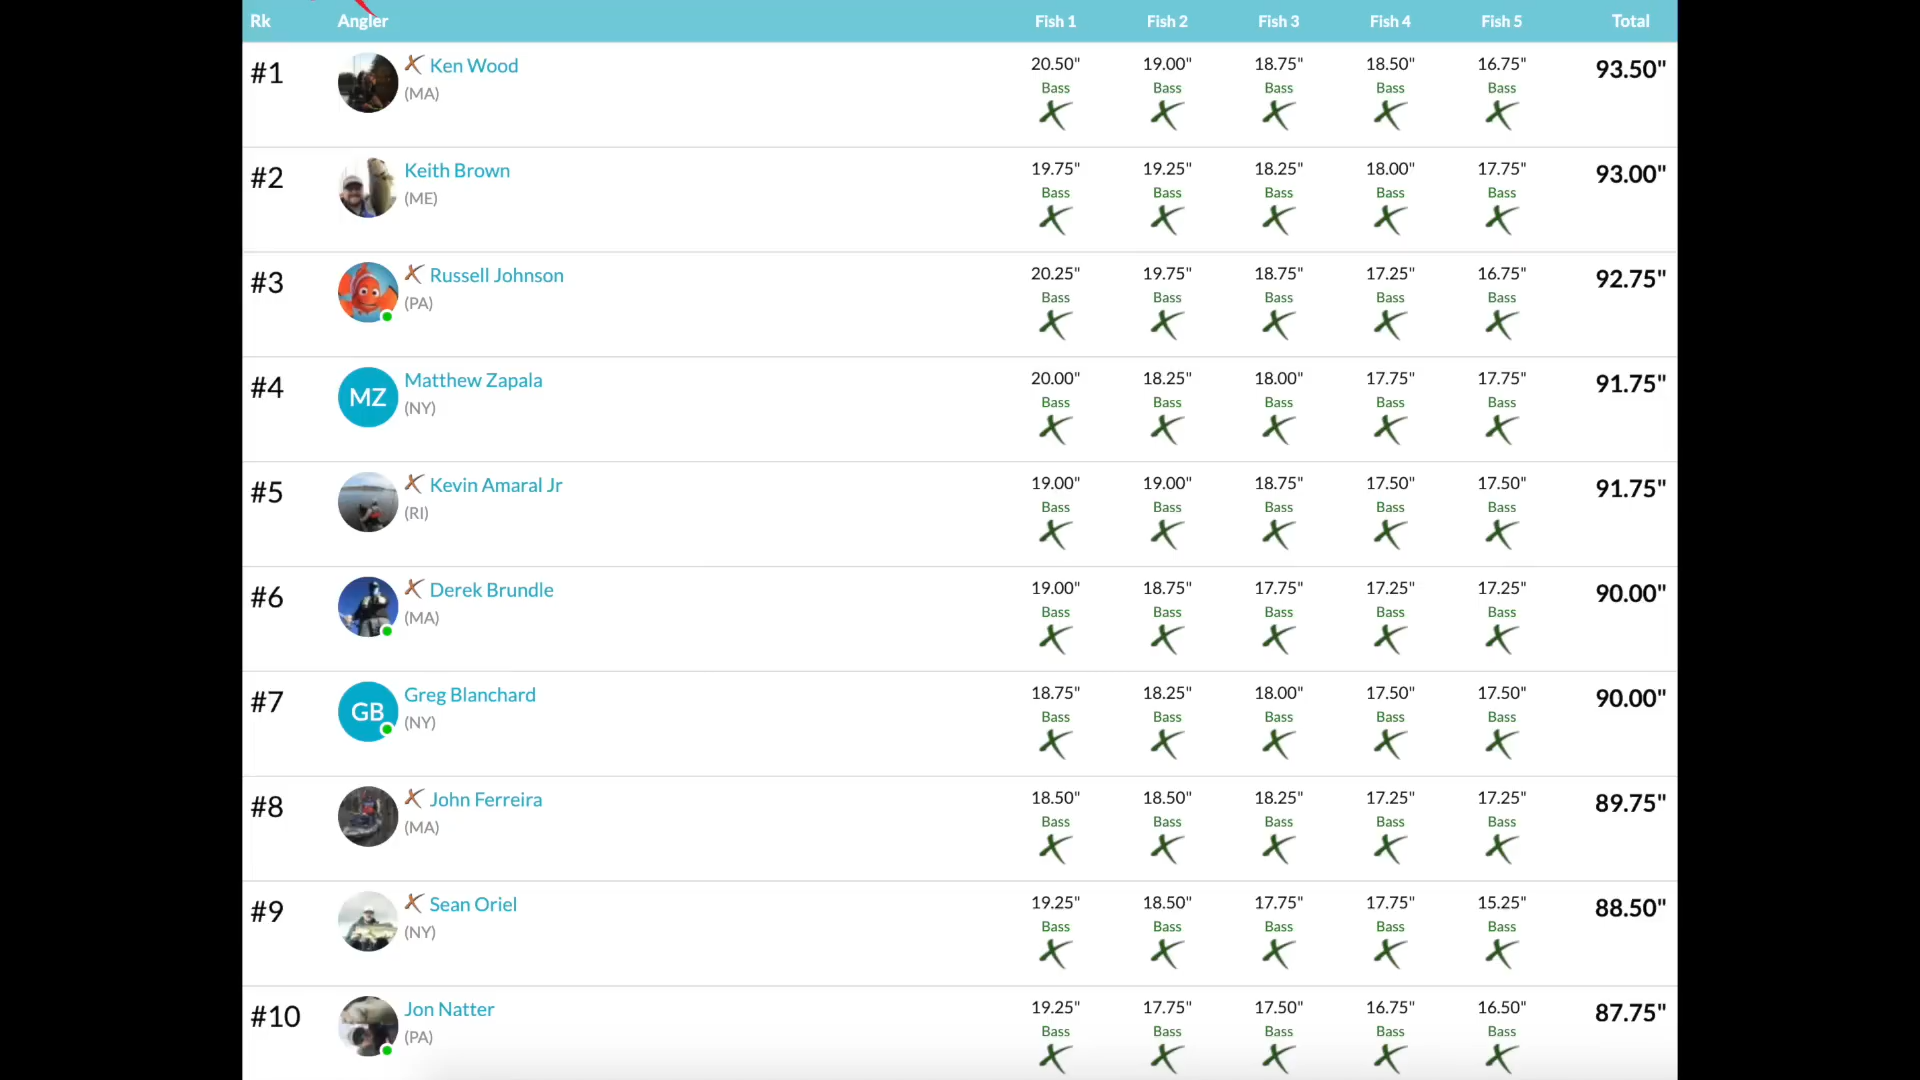 Rk Angler Fish 1 Fish 2 Fish 3 Fish 4 Fish 5 Total
#1 Ken Wood 20.50" 19.00" 18.75" 18.50" 16.75" 93.50"
(MA) Bass Bass Bass Bass Bass
#2 Keith Brown 19.75" 19.25" 18.25" 18.00" 17.75" 93.00"
(ME) Bass Bass Bass Bass Bass
#3 Russell Johnson 20.25" 19.75" 18.75" 17.25" 16.75" 92.75"
(PA) Bass Bass Bass Bass Bass
#4 MZ Matthew Zapala 20.00" 18.25" 18.00" 17.75" 17.75" 91.75"
(NY) Bass Bass Bass Bass Bass
#5 Kevin Amaral Jr 19.00" 19.00" 18.75" 17.50" 17.50" 91.75"
(RI) Bass Bass Bass Bass Bass
#6 Derek Brundle 19.00" 18.75" 17.75" 17.25" 17.25" 90.00"
(MA) Bass Bass Bass Bass Bass
#7 GB Greg Blanchard 18.75" 18.25" 18.00" 17.50" 17.50" 90.00"
(NY) Bass Bass Bass Bass Bass
#8 John Ferreira 18.50" 18.50" 18.25" 17.25" 17.25" 89.75"
(MA) Bass Bass Bass Bass Bass
#9 Sean Oriel 19.25" 18.50" 17.75" 17.75" 15.25" 88.50"
(NY) Bass Bass Bass Bass Bass
#10 Jon Natter 19.25" 17.75" 17.50" 16.75" 16.50" 87.75"
(PA) Bass Bass Bass Bass Bass